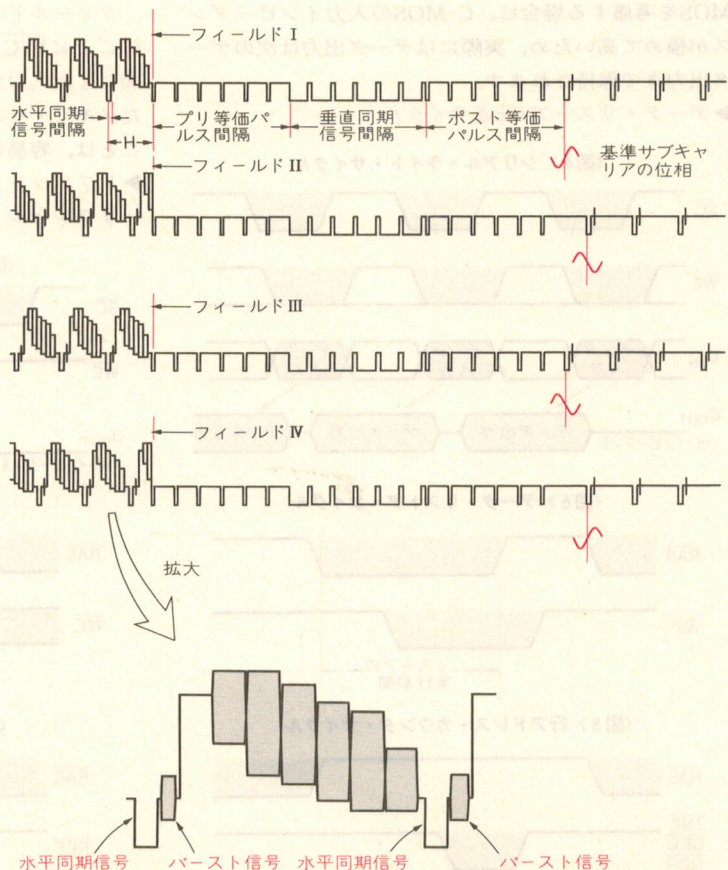 フィールドⅠ
水平同期
信号間隔
H
プリ等価パ
ルス間隔
垂直同期
信号間隔
ポスト等価
パルス間隔
基準サブキャ
リアの位相
フィールドⅡ
フィールドⅢ
フィールドⅣ
拡大
水平同期信号
バースト信号
水平同期信号
バースト信号